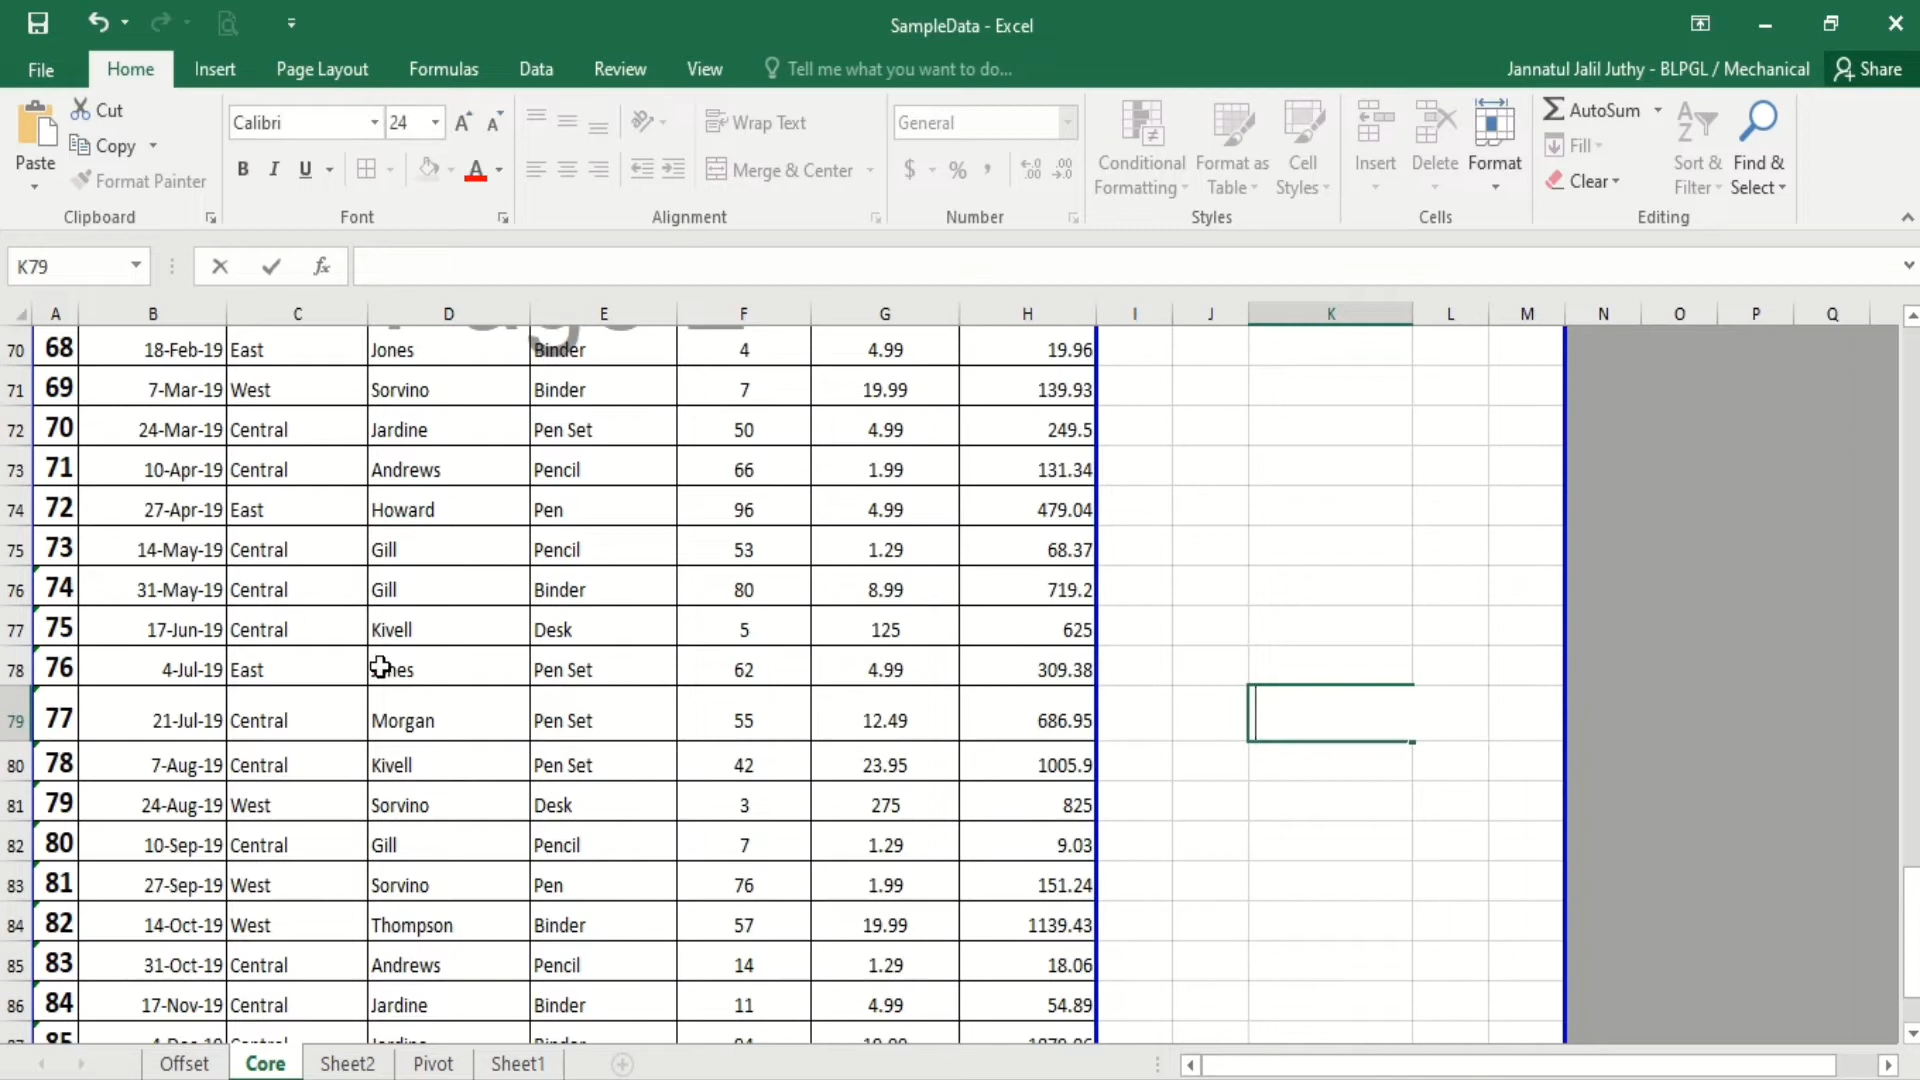 SampleData - Excel
File Home Insert Page Layout Formulas Data Review View Tell me what you want to do... Jannatul Jalil Juthy - BLPGL / Mechanical Share
Paste Cut Copy Format Painter Clipboard
Calibri 24 A A B I U A Font
Wrap Text Merge & Center Alignment
General $ % , .0 .00 Number
Conditional Formatting Format as Table Cell Styles Styles
Insert Delete Format Cells
AutoSum Fill Clear Sort & Filter Find & Select Editing
K79 fx
A B C D E F G H I J K L M N O P Q
70 68 18-Feb-19 East Jones Binder 4 4.99 19.96
71 69 7-Mar-19 West Sorvino Binder 7 19.99 139.93
72 70 24-Mar-19 Central Jardine Pen Set 50 4.99 249.5
73 71 10-Apr-19 Central Andrews Pencil 66 1.99 131.34
74 72 27-Apr-19 East Howard Pen 96 4.99 479.04
75 73 14-May-19 Central Gill Pencil 53 1.29 68.37
76 74 31-May-19 Central Gill Binder 80 8.99 719.2
77 75 17-Jun-19 Central Kivell Desk 5 125 625
78 76 4-Jul-19 East Jones Pen Set 62 4.99 309.38
79 77 21-Jul-19 Central Morgan Pen Set 55 12.49 686.95
80 78 7-Aug-19 Central Kivell Pen Set 42 23.95 1005.9
81 79 24-Aug-19 West Sorvino Desk 3 275 825
82 80 10-Sep-19 Central Gill Pencil 7 1.29 9.03
83 81 27-Sep-19 West Sorvino Pen 76 1.99 151.24
84 82 14-Oct-19 West Thompson Binder 57 19.99 1139.43
85 83 31-Oct-19 Central Andrews Pencil 14 1.29 18.06
86 84 17-Nov-19 Central Jardine Binder 11 4.99 54.89
Offset Core Sheet2 Pivot Sheet1